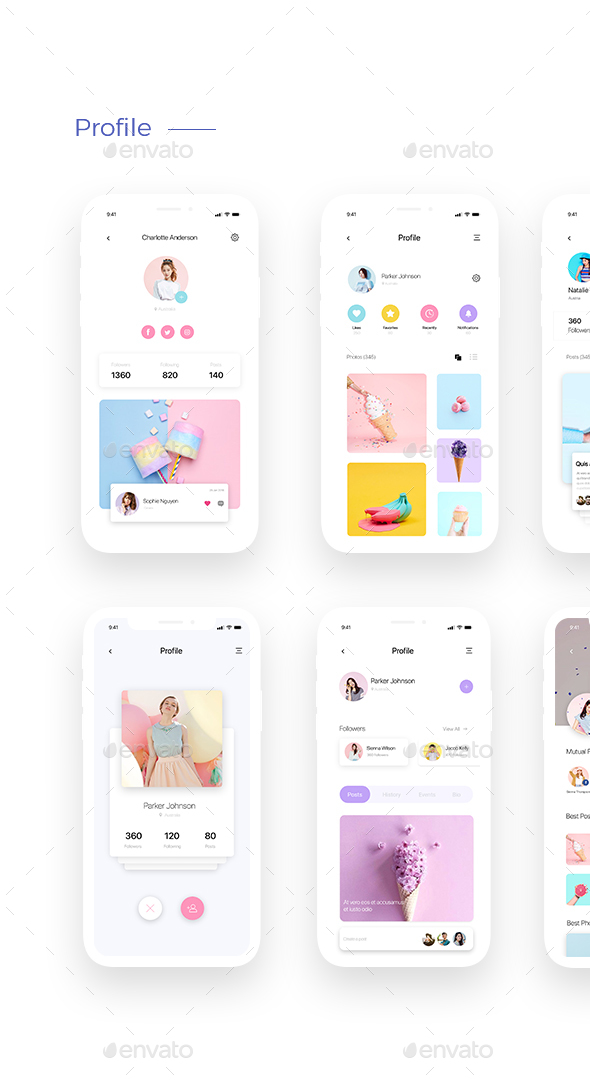 Profile
envato
envato
9:41
Charlotte Anderson
Australia
Followers
Following
Posts
1360
820
140
Sophie Nguyen
9:41
Profile
Parker Johnson
Australia
Likes
Favorites
Recently
Notifications
Photos (345)
9:41
Natalie
Austria
360
Followers
Posts (345)
Quis a
envato
envato
9:41
Profile
Parker Johnson
Australia
360
120
80
Followers
Following
Posts
9:41
Profile
Parker Johnson
Australia
Followers
View All
Sienna Wilson
Jacob Kelly
Posts
History
Events
Bio
At vero eos et accusamus
et iusto odio
9:41
Mutual F
Best Pos
Best Pho
envato
envato
envato
envato